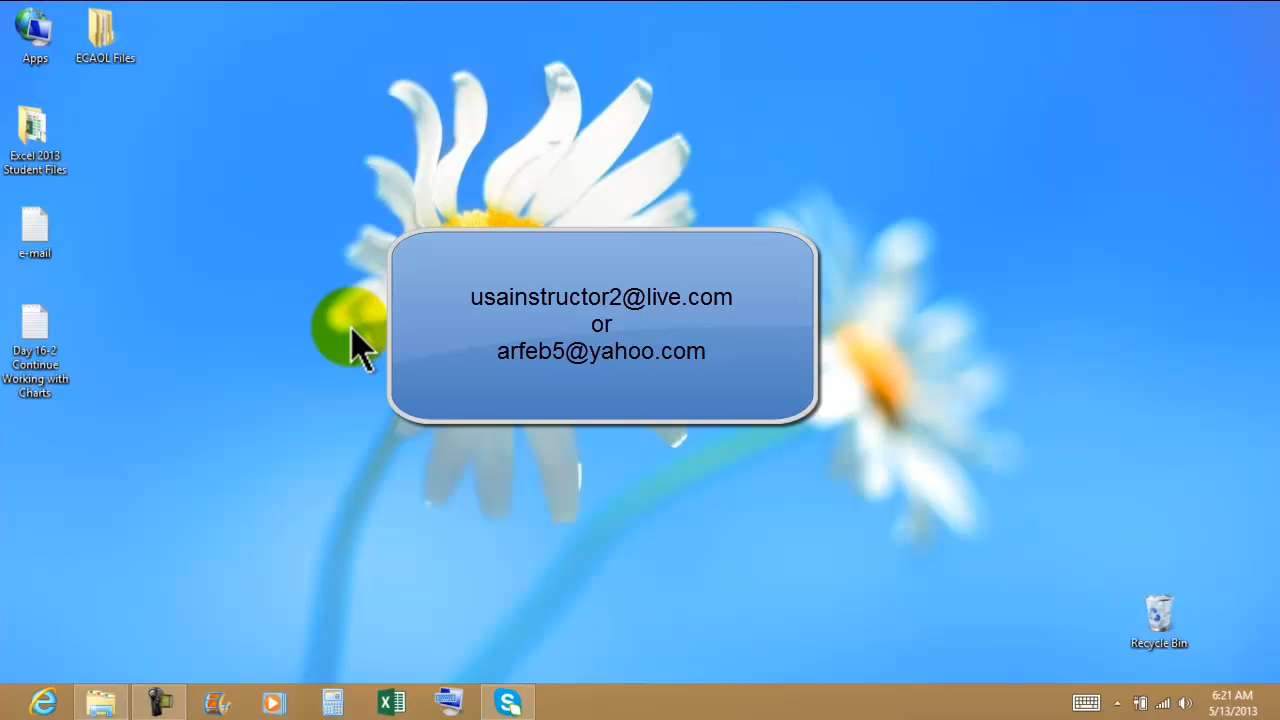 Apps
ECAOL Files
Excel 2013
Student Files
e-mail
Day 16-2
Continue
Working with
Charts
usainstructor2@live.com
or
arfeb5@yahoo.com
Recycle Bin
6:21 AM
5/13/2013